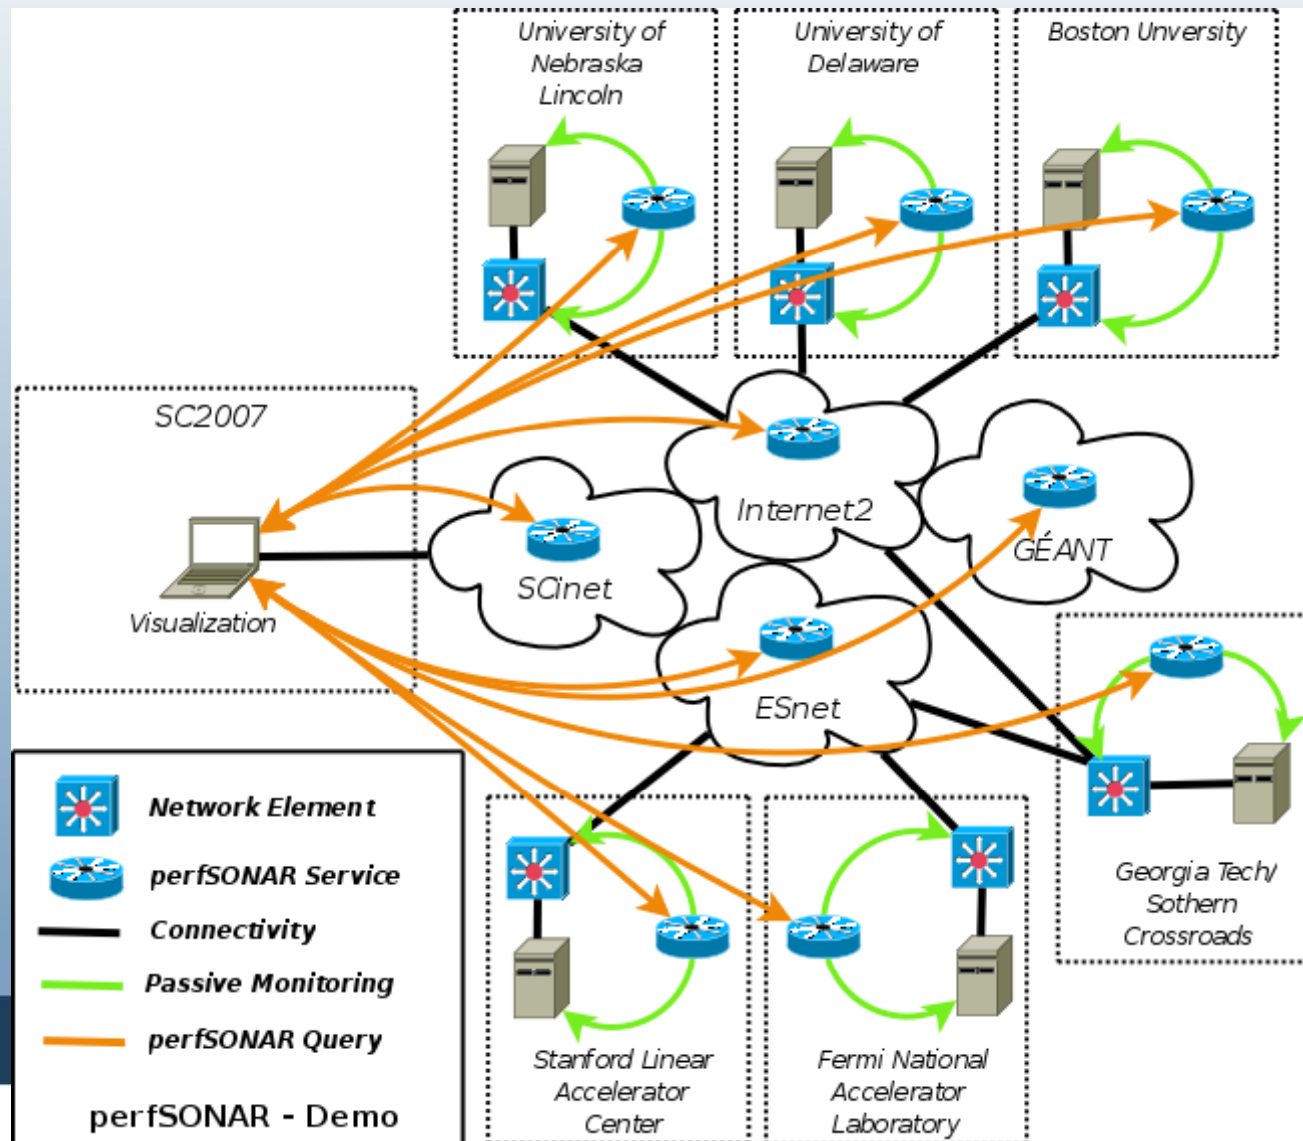 University of
Nebraska
Lincoln
University of
Delaware
Boston Unversity
SC2007
Visualization
SCinet
Internet2
GÉANT
ESnet
Georgia Tech/
Sothern
Crossroads
Stanford Linear
Accelerator
Center
Fermi National
Accelerator
Laboratory
Network Element
perfSONAR Service
Connectivity
Passive Monitoring
perfSONAR Query
perfSONAR - Demo